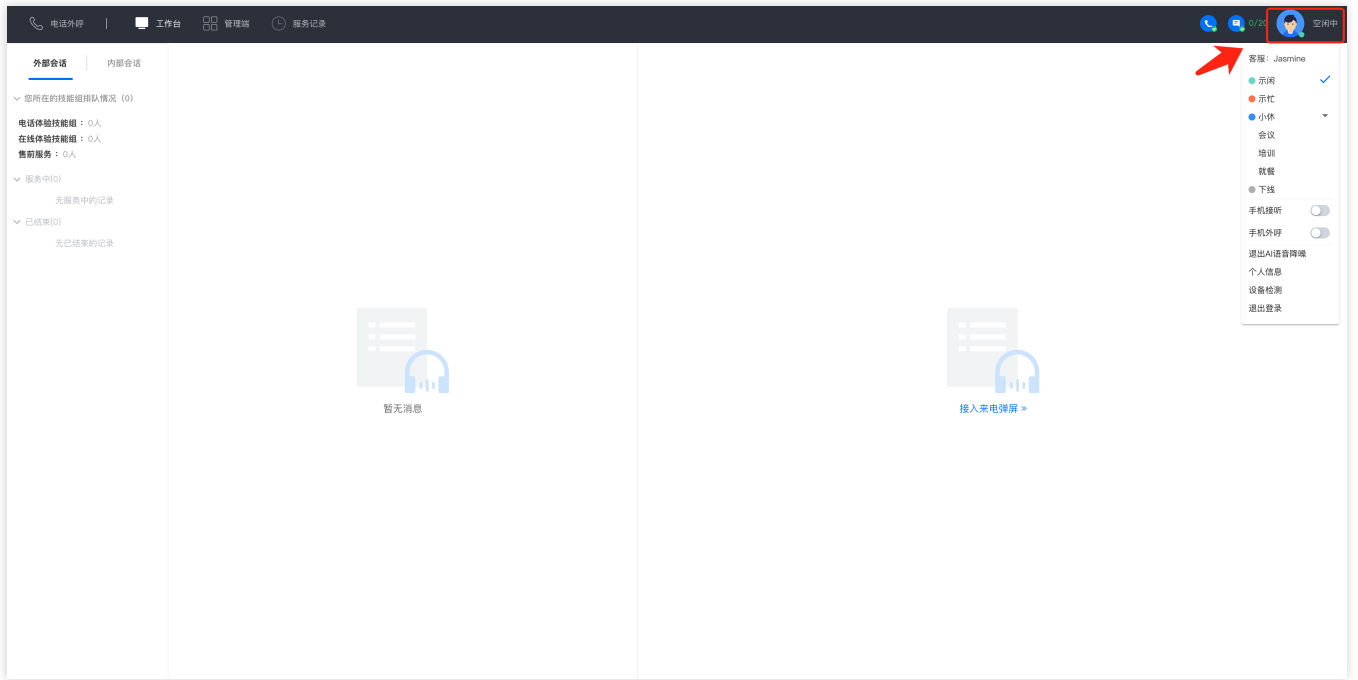 电话外呼 工作台 管理端 服务记录 0/20 空闲中
外部会话 内部会话
您所在的技能组排队情况（0）
电话体验技能组： 0人
在线体验技能组： 0人
售前服务： 0人
服务中(0)
无服务中的记录
已结束(0)
无已结束的记录
暂无消息
接入来电弹屏 »
客服: Jasmine
示闲
示忙
小休
会议
培训
就餐
下线
手机接听
手机外呼
退出AI语音降噪
个人信息
设备检测
退出登录